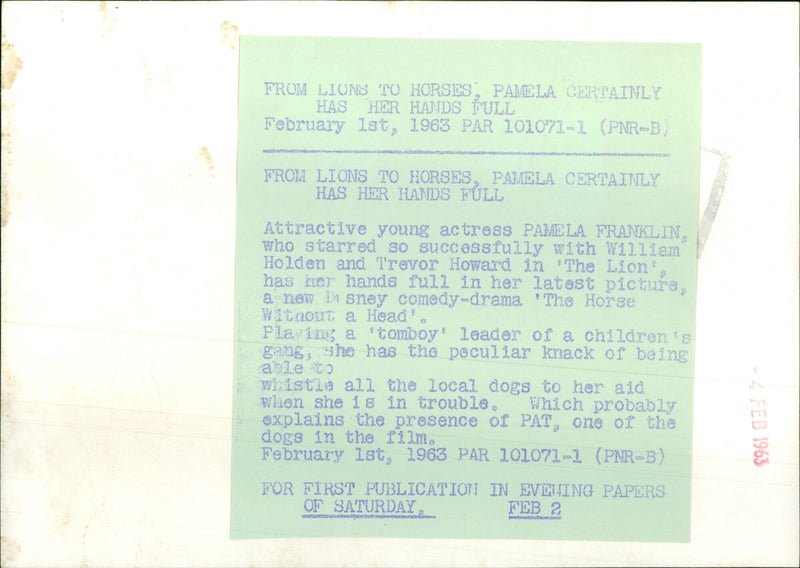 FROM LIONS TO HORSES, PAMELA CERTAINLY
HAS HER HANDS FULL
February 1st, 1963 PAR 101071-1 (PNR-B)
FROM LIONS TO HORSES, PAMELA CERTAINLY
HAS HER HANDS FULL
Attractive young actress PAMELA FRANKLIN,
who starred so successfully with William
Holden and Trevor Howard in 'The Lion',
has her hands full in her latest picture,
a new Disney comedy-drama 'The Horse
Without a Head'.
Playing a 'tomboy' leader of a children's
gang, she has the peculiar knack of being
able to
whistle all the local dogs to her aid
when she is in trouble. Which probably
explains the presence of PAT, one of the
dogs in the film.
February 1st, 1963 PAR 101071-1 (PNR-B)
FOR FIRST PUBLICATION IN EVENING PAPERS
OF SATURDAY. FEB 2
- 4 FEB 1963